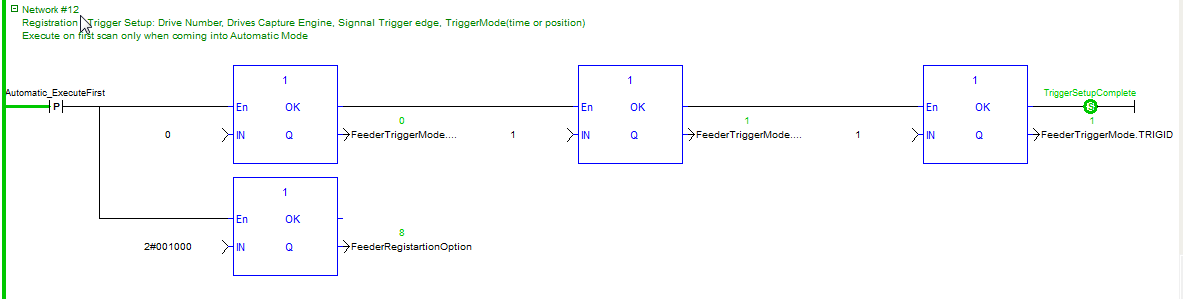 Network #12
Registration Trigger Setup: Drive Number, Drives Capture Engine, Signnal Trigger edge, TriggerMode(time or position)
Execute on first scan only when coming into Automatic Mode
Automatic_ExecuteFirst
P
1
En OK
0 IN Q
0
FeederTriggerMode....
1
En OK
1 IN Q
1
FeederTriggerMode....
1
En OK
1 IN Q
TriggerSetupComplete
S
1
FeederTriggerMode.TRIGID
1
En OK
2#001000 IN Q
8
FeederRegistartionOption